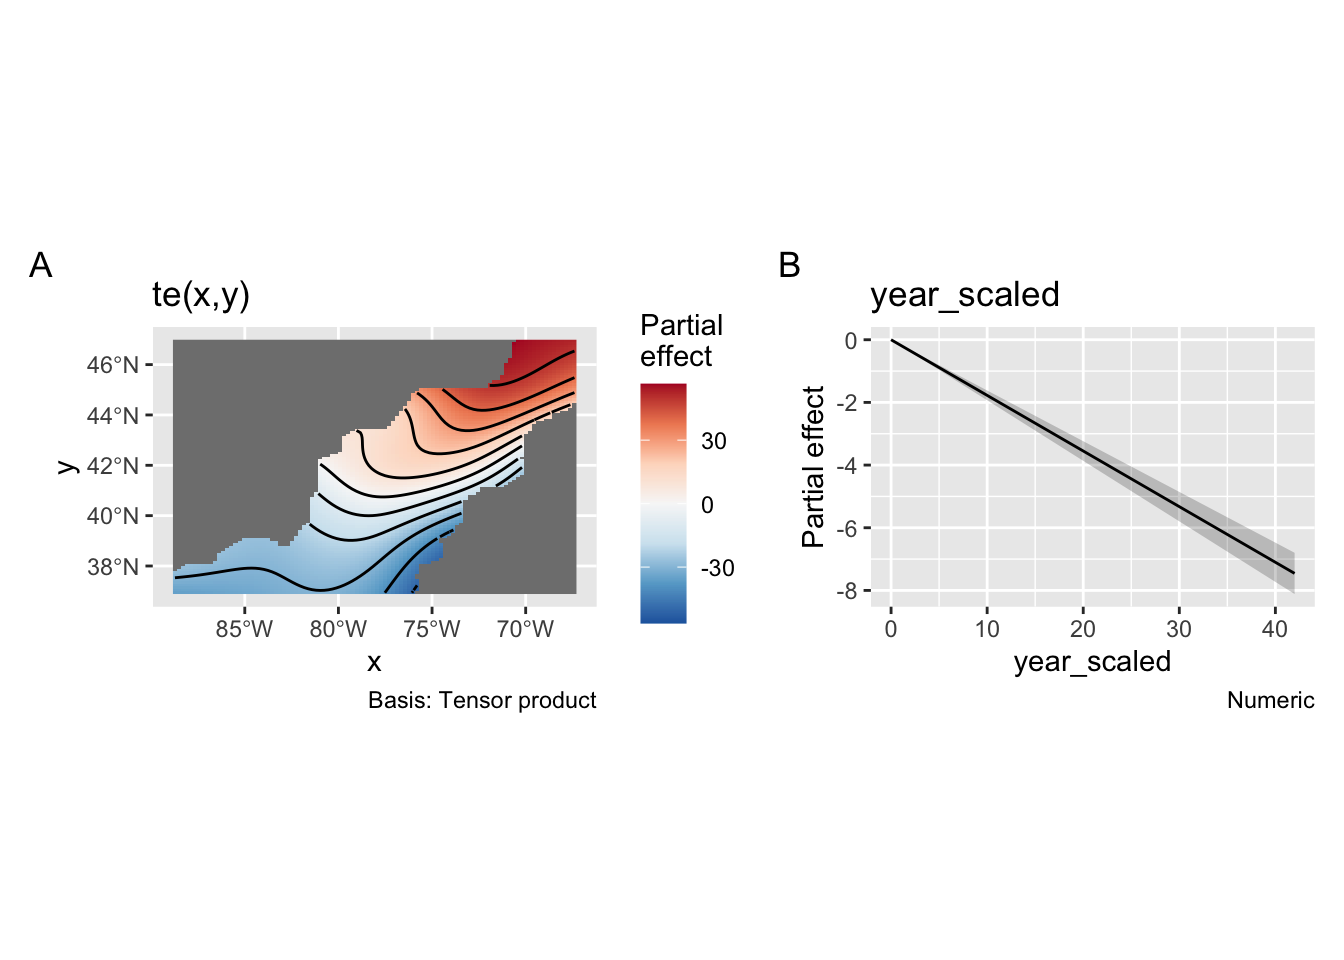 A
te(x,y)
y
46°N
44°N
42°N
40°N
38°N
85°W
80°W
75°W
70°W
x
Basis: Tensor product
Partial
effect
30
0
-30
B
year_scaled
Partial effect
0
-2
-4
-6
-8
0
10
20
30
40
year_scaled
Numeric